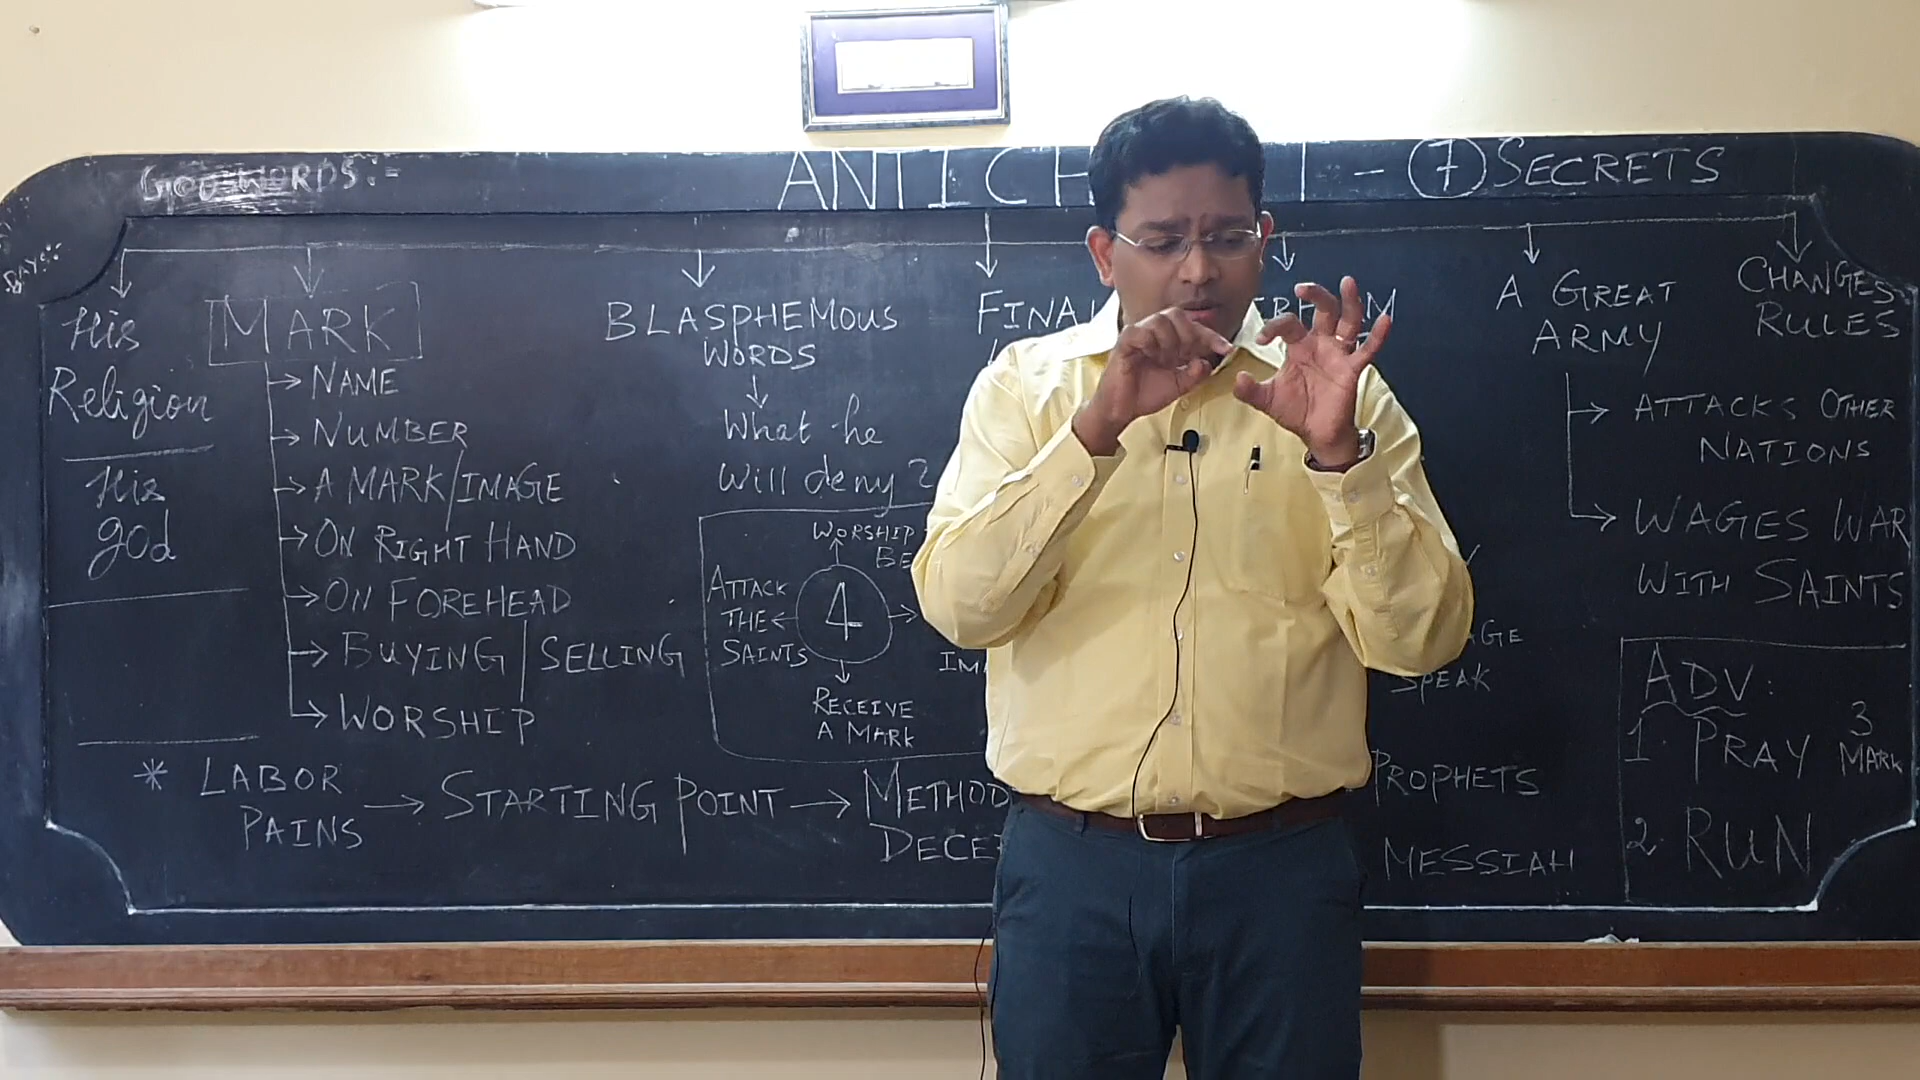 WORDS:-
ANTICH T - 7 SECRETS
DAYS:
His
Religion
His
god
MARK
NAME
NUMBER
A MARK/IMAGE
ON RIGHT HAND
ON FOREHEAD
BUYING | SELLING
WORSHIP
BLASPHEMOUS
WORDS
What he
Will deny?
WORSHIP
BE
ATTACK
THE
SAINTS
4
IMA
RECEIVE
A MARK
FINA
A GREAT
ARMY
ATTACKS OTHER
NATIONS
WAGES WAR
WITH SAINTS
CHANGES
RULES
SPEAK
* LABOR
PAINS
STARTING POINT
METHOD
DECE
PROPHETS
MESSIAH
ADV:
1. PRAY
3
MARK
2. RUN